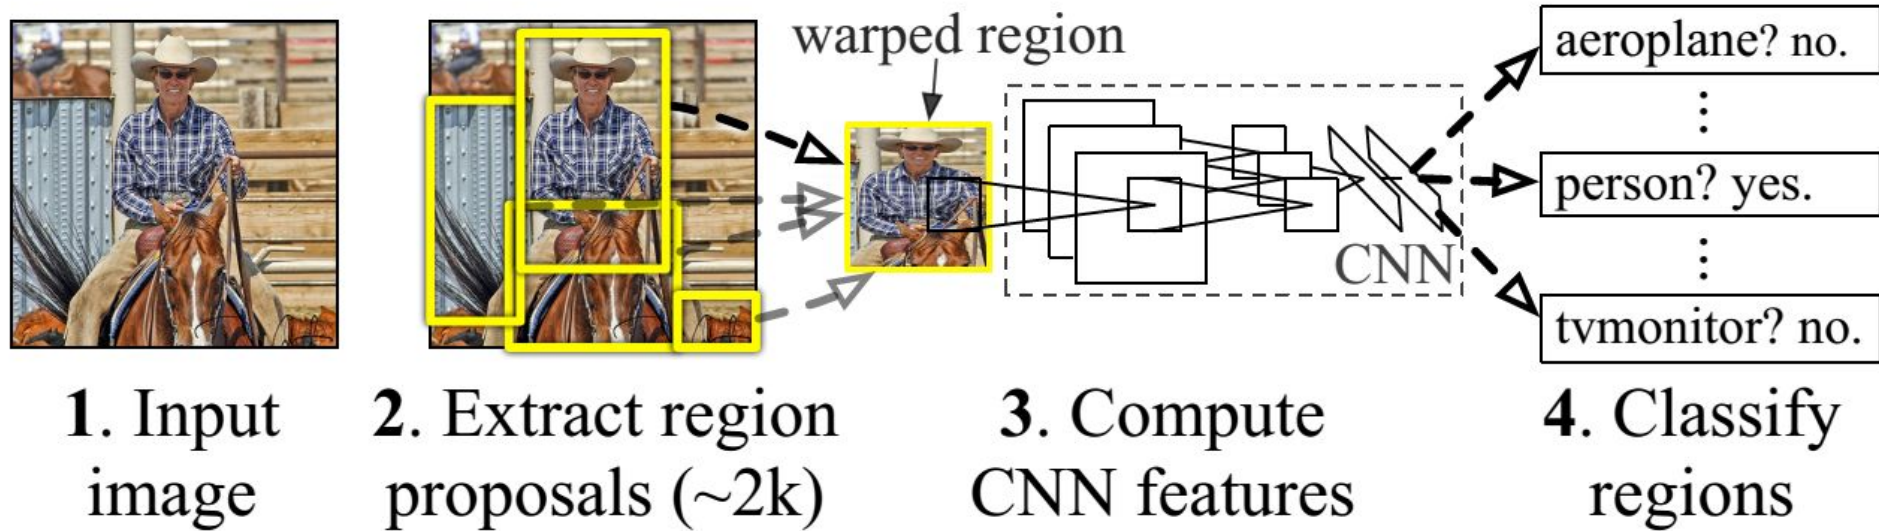 warped region
aeroplane? no.
⋮
person? yes.
CNN
⋮
tvmonitor? no.
1. Input
image
2. Extract region
proposals (~2k)
3. Compute
CNN features
4. Classify
regions